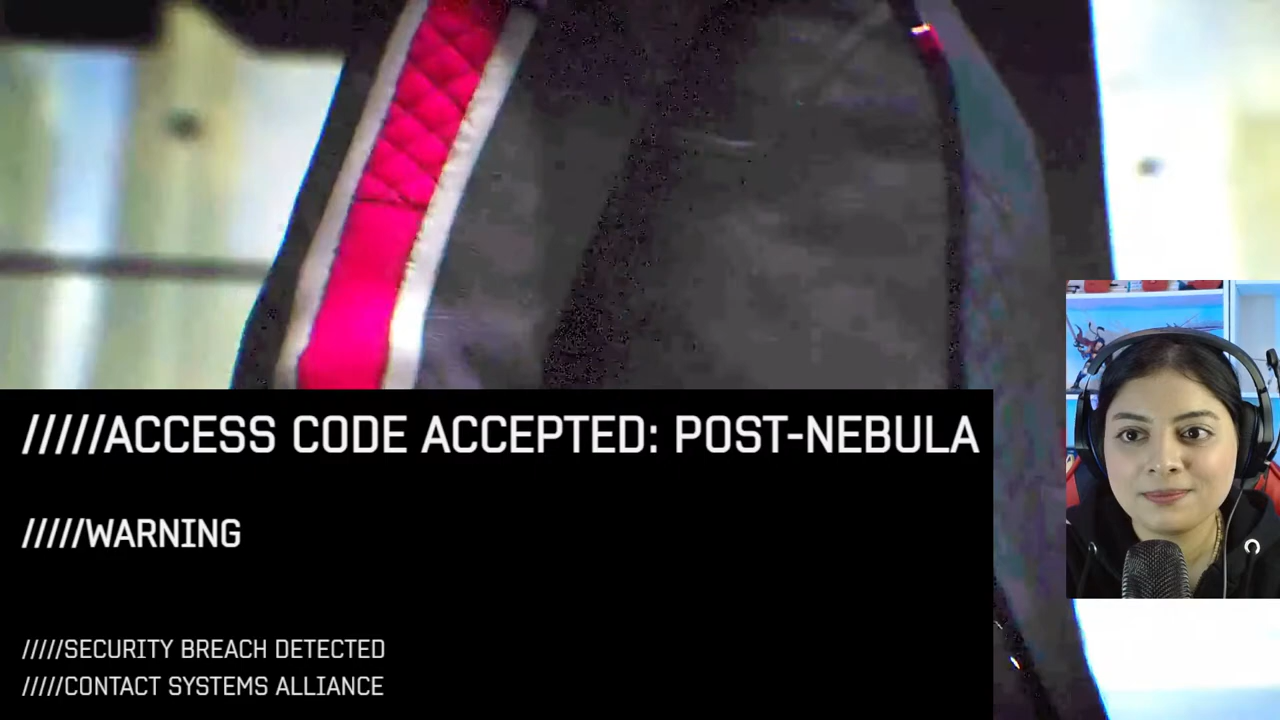 /////ACCESS CODE ACCEPTED: POST-NEBULA
/////WARNING
/////SECURITY BREACH DETECTED
/////CONTACT SYSTEMS ALLIANCE